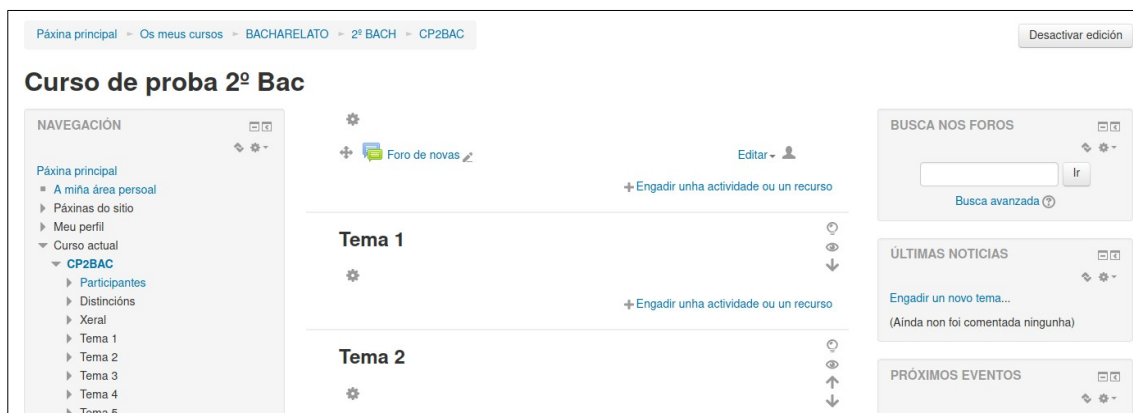 Páxina principal ► Os meus cursos ► BACHARELATO ► 2º BACH ► CP2BAC
Desactivar edición
Curso de proba 2º Bac
NAVEGACIÓN
Páxina principal
A miña área persoal
Páxinas do sitio
Meu perfil
Curso actual
CP2BAC
Participantes
Distincións
Xeral
Tema 1
Tema 2
Tema 3
Tema 4
Tema 5
Foro de novas
Editar
Engadir unha actividade ou un recurso
Tema 1
Engadir unha actividade ou un recurso
Tema 2
BUSCA NOS FOROS
Ir
Busca avanzada
ÚLTIMAS NOTICIAS
Engadir un novo tema...
(Aínda non foi comentada ningunha)
PRÓXIMOS EVENTOS